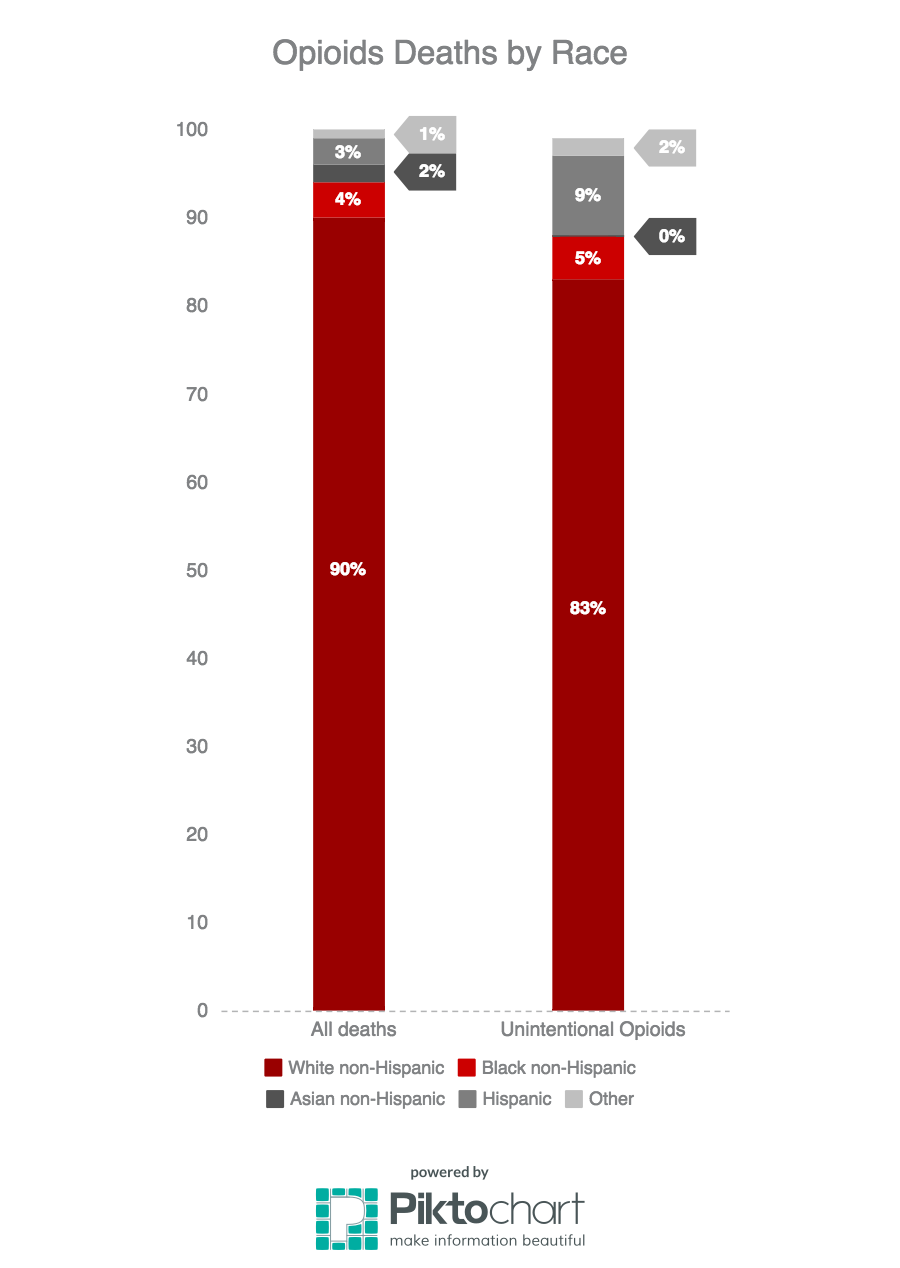 Opioids Deaths by Race
100
90
80
70
60
50
40
30
20
10
0
1%
3%
2%
4%
90%
2%
9%
0%
5%
83%
All deaths
Unintentional Opioids
White non-Hispanic
Black non-Hispanic
Asian non-Hispanic
Hispanic
Other
powered by
Piktochart
make information beautiful